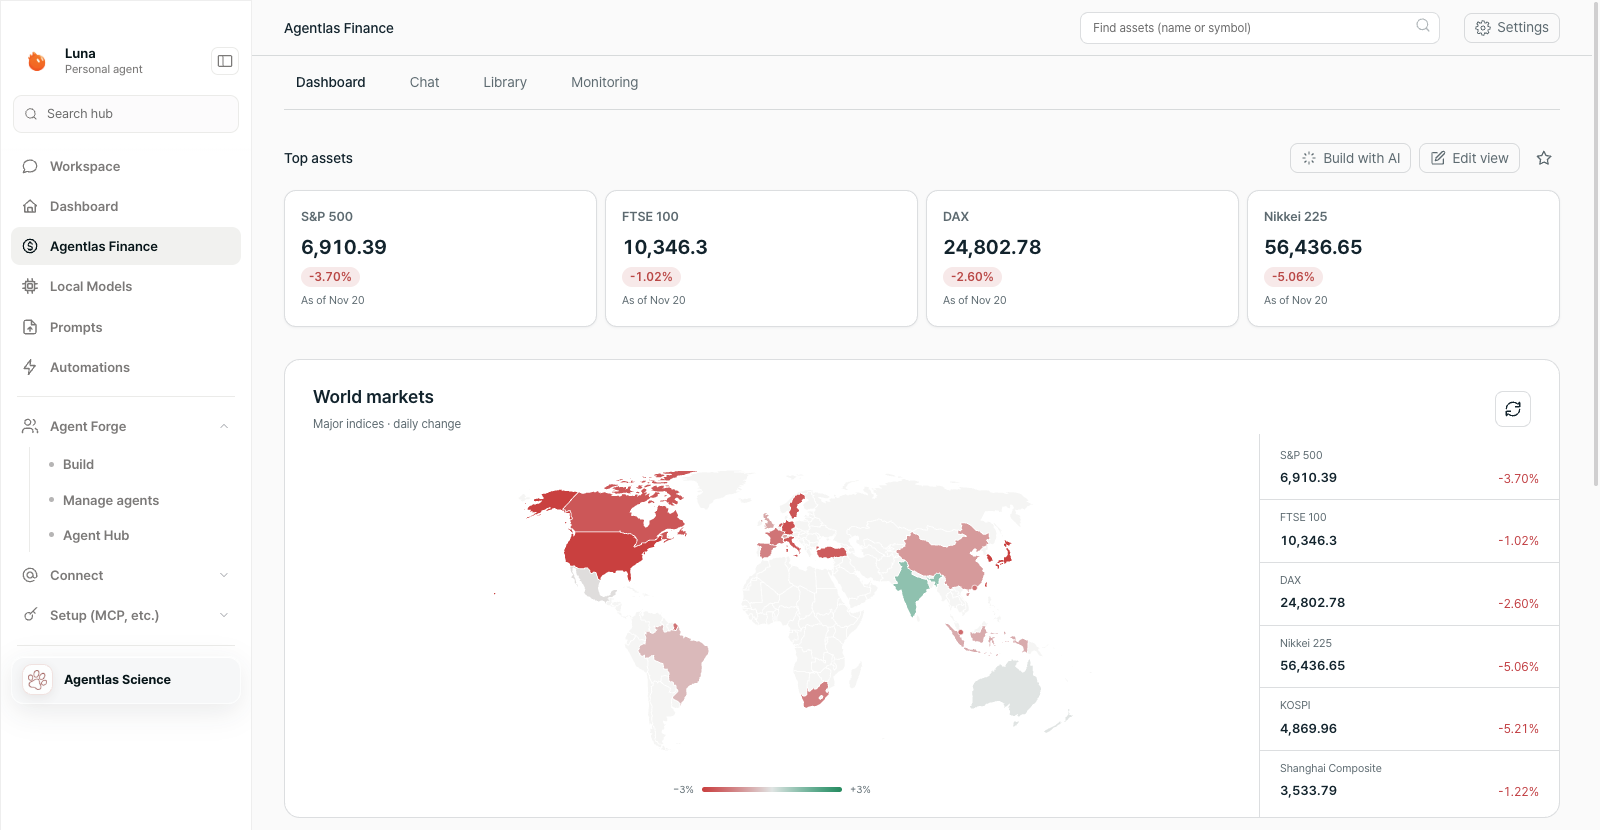 Luna
Personal agent
Search hub
Workspace
Dashboard
Agentlas Finance
Local Models
Prompts
Automations
Agent Forge
Build
Manage agents
Agent Hub
Connect
Setup (MCP, etc.)
Agentlas Science
Agentlas Finance
Find assets (name or symbol)
Settings
Dashboard
Chat
Library
Monitoring
Top assets
Build with AI
Edit view
S&P 500
6,910.39
-3.70%
As of Nov 20
FTSE 100
10,346.3
-1.02%
As of Nov 20
DAX
24,802.78
-2.60%
As of Nov 20
Nikkei 225
56,436.65
-5.06%
As of Nov 20
World markets
Major indices · daily change
−3%
+3%
S&P 500
6,910.39
-3.70%
FTSE 100
10,346.3
-1.02%
DAX
24,802.78
-2.60%
Nikkei 225
56,436.65
-5.06%
KOSPI
4,869.96
-5.21%
Shanghai Composite
3,533.79
-1.22%